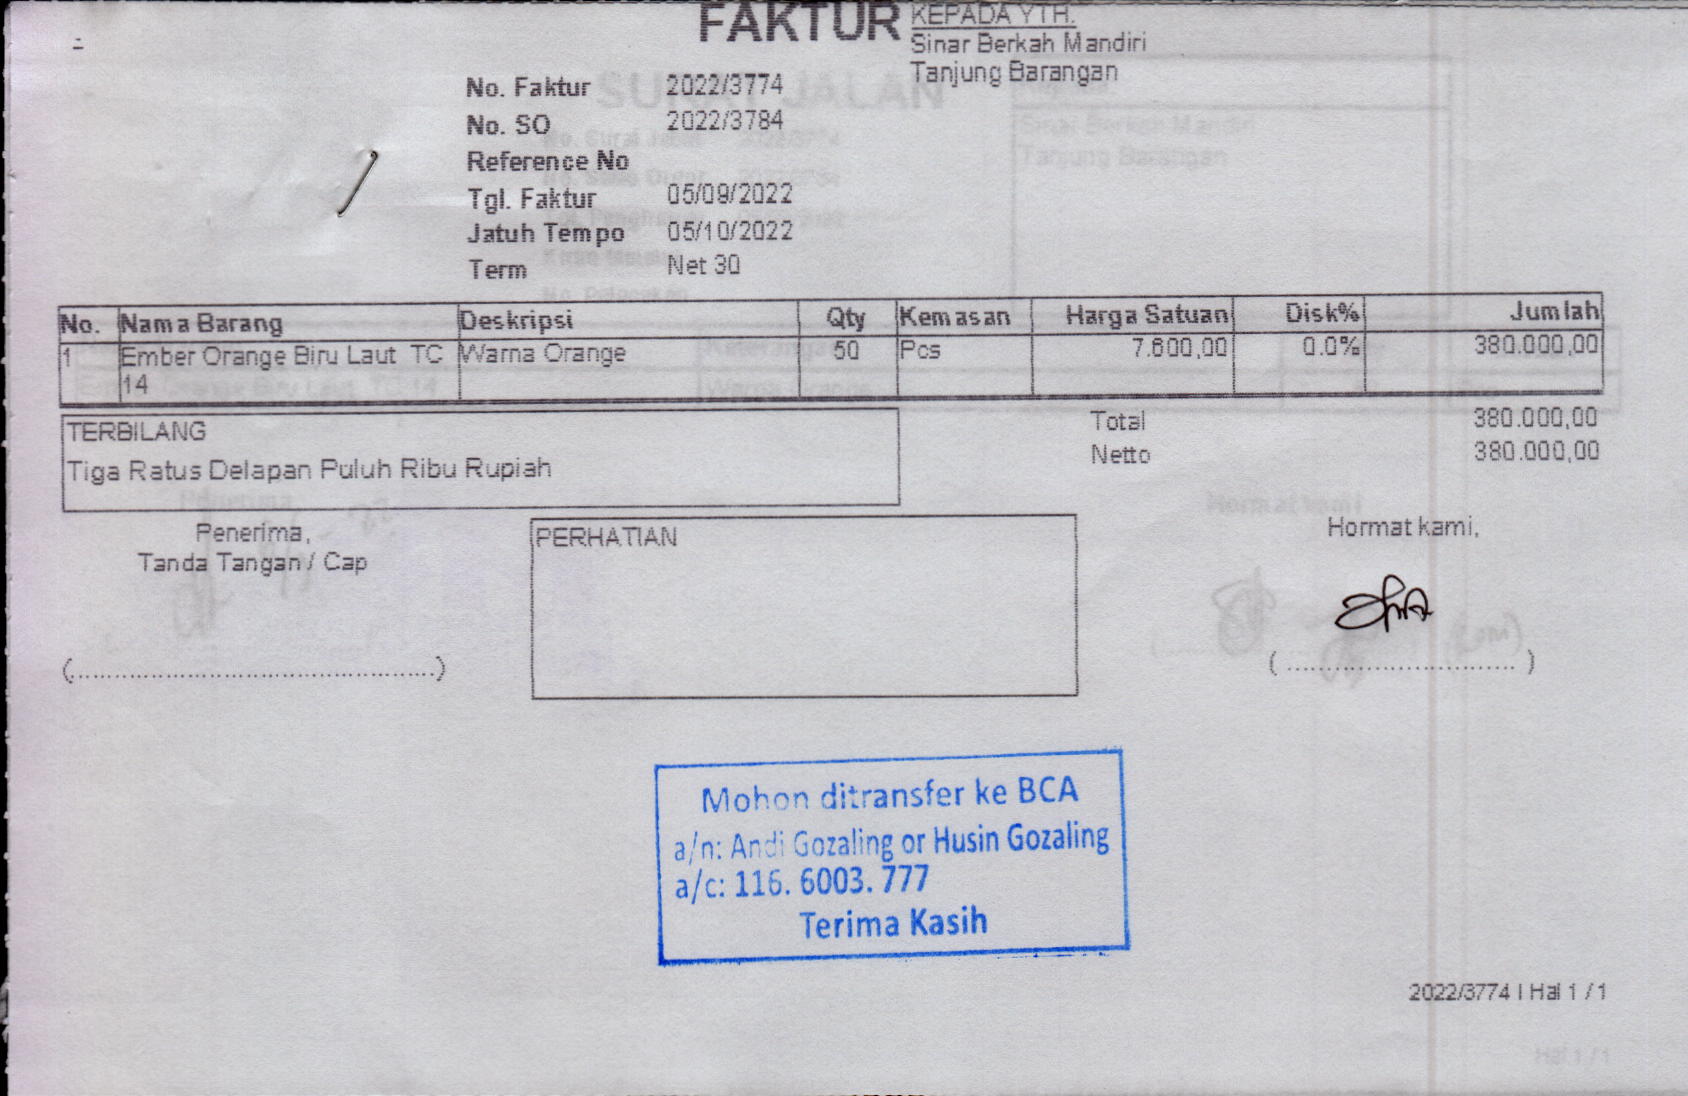 FAKTUR
KEPADA YTH.
Sinar Berkah Mandiri
Tanjung Barangan
No. Faktur 2022/3774
No. SO 2022/3784
Reference No
Tgl. Faktur 05/09/2022
Jatuh Tempo 05/10/2022
Term Net 30
No. Nama Barang Deskripsi Qty Kemasan Harga Satuan Disk% Jumlah
1 Ember Orange Biru Laut TC Warna Orange 50 Pcs 7.600,00 0.0% 380.000,00
14
TERBILANG
Tiga Ratus Delapan Puluh Ribu Rupiah
Total 380.000,00
Netto 380.000,00
Penerima,
Tanda Tangan / Cap
PERHATIAN
Hormat kami,
Mohon ditransfer ke BCA
a/n: Andi Gozaling or Husin Gozaling
a/c: 116. 6003. 777
Terima Kasih
2022/3774 I Hal 1 / 1